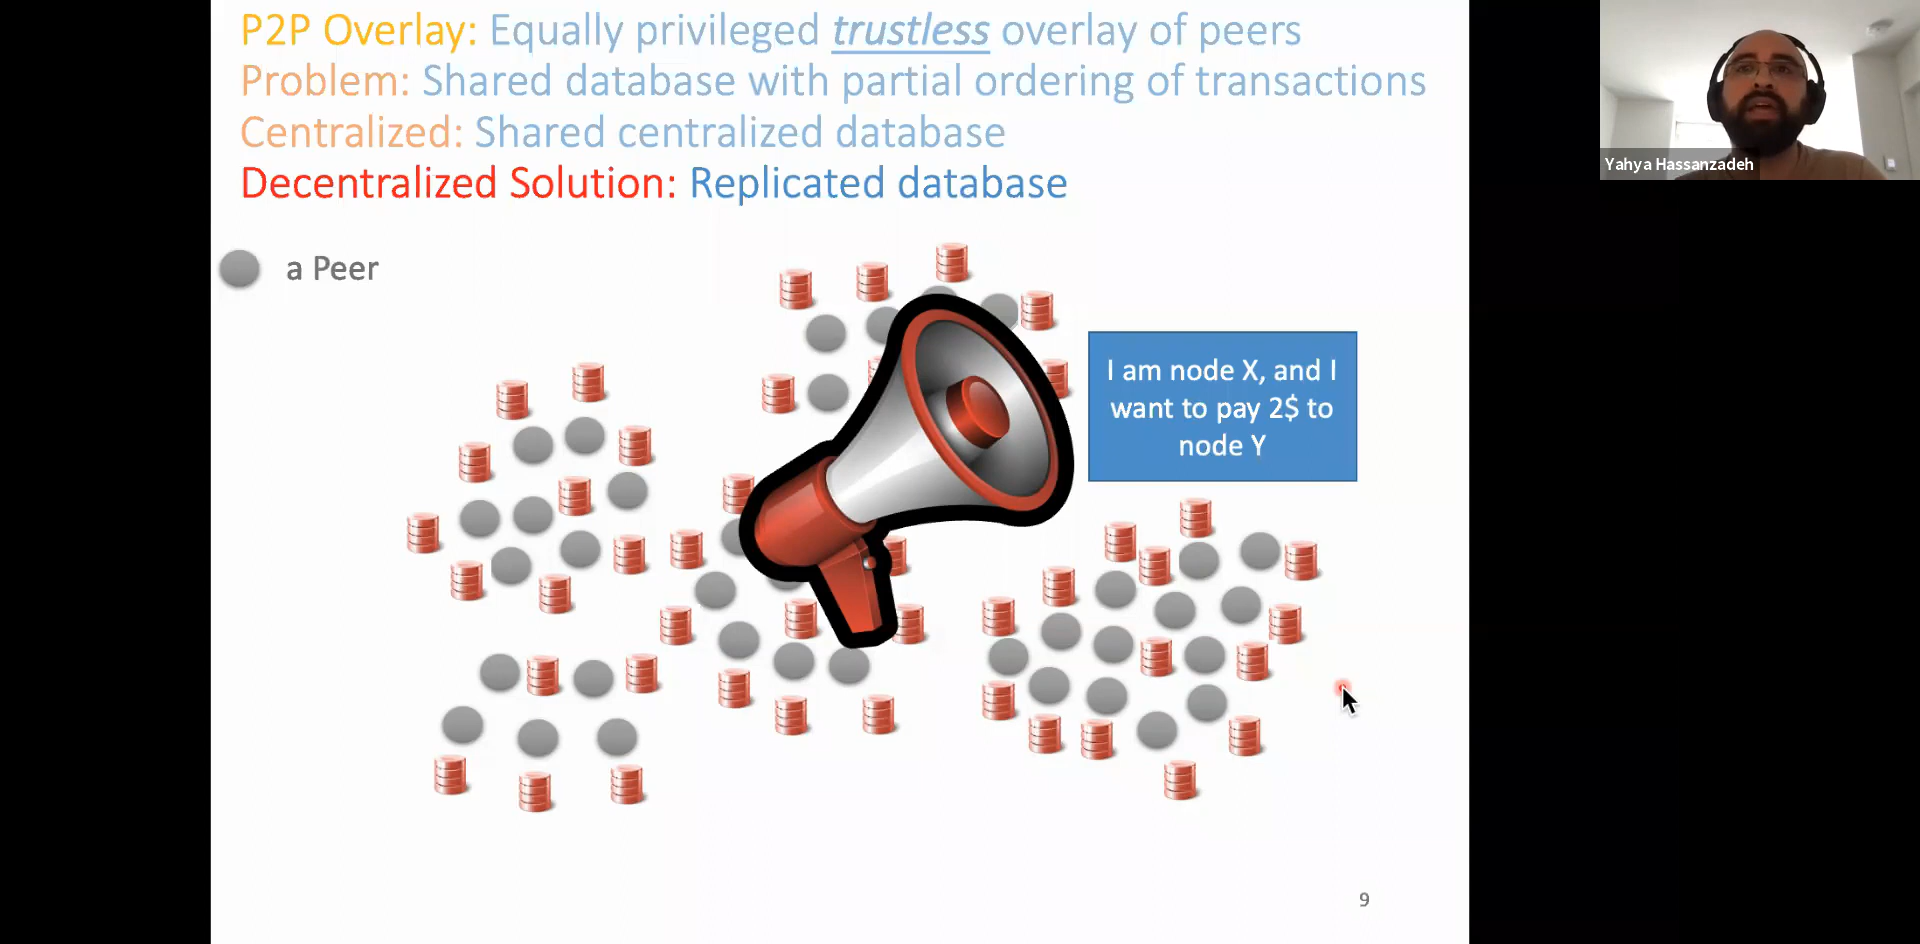 P2P Overlay: Equally privileged trustless overlay of peers
Problem: Shared database with partial ordering of transactions
Centralized: Shared centralized database
Decentralized Solution: Replicated database
a Peer
I am node X, and I
want to pay 2$ to
node Y
9
Yahya Hassanzadeh